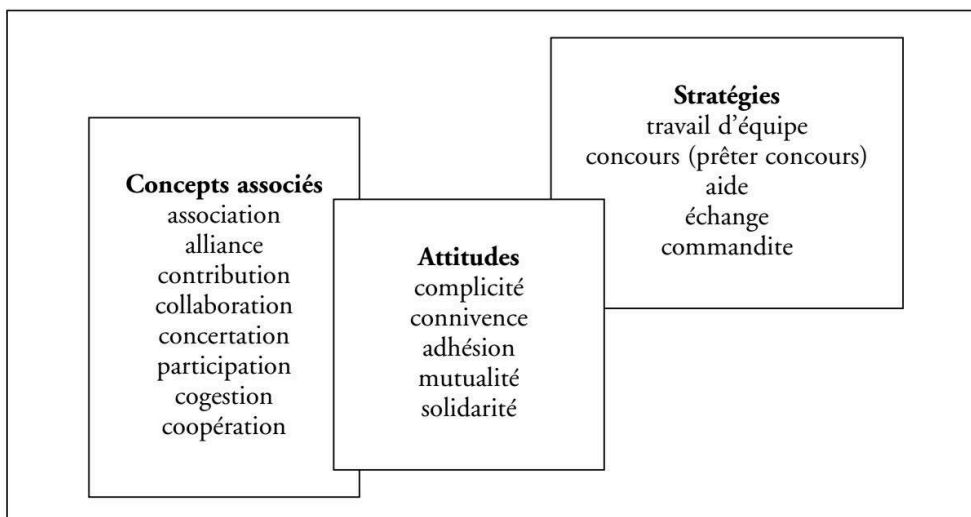 Concepts associés
association
alliance
contribution
collaboration
concertation
participation
cogestion
coopération
Attitudes
complicité
connivence
adhésion
mutualité
solidarité
Stratégies
travail d’équipe
concours (prêter concours)
aide
échange
commandite